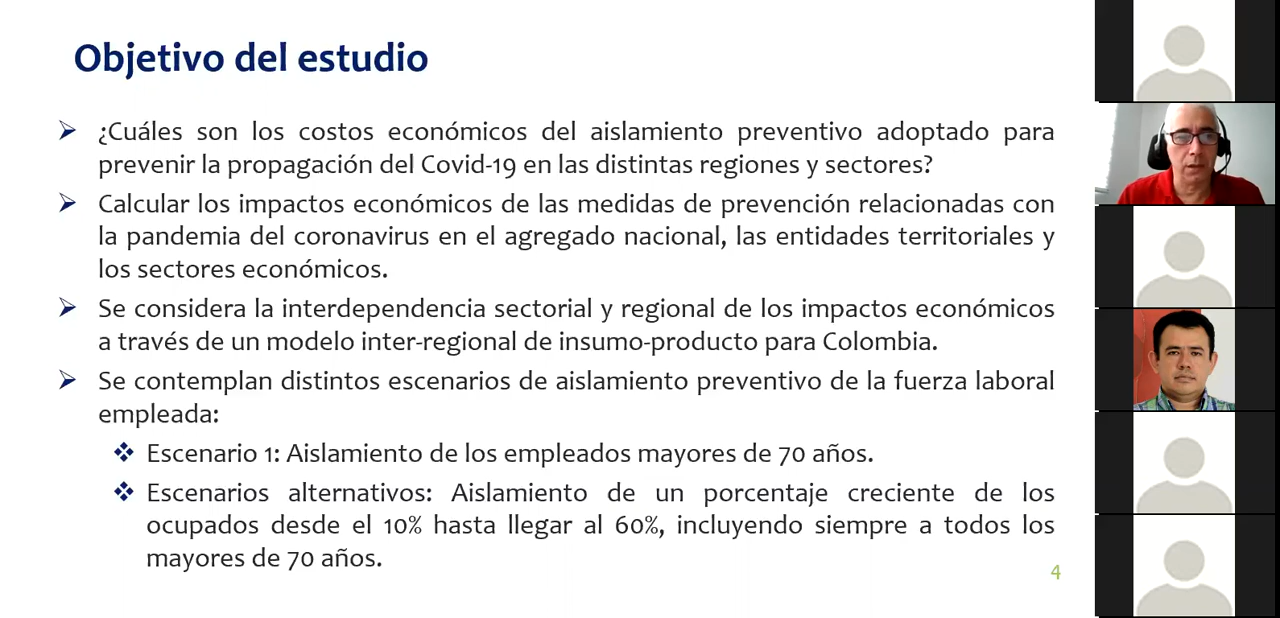 Objetivo del estudio
¿Cuáles son los costos económicos del aislamiento preventivo adoptado para
prevenir la propagación del Covid-19 en las distintas regiones y sectores?
Calcular los impactos económicos de las medidas de prevención relacionadas con
la pandemia del coronavirus en el agregado nacional, las entidades territoriales y
los sectores económicos.
Se considera la interdependencia sectorial y regional de los impactos económicos
a través de un modelo inter-regional de insumo-producto para Colombia.
Se contemplan distintos escenarios de aislamiento preventivo de la fuerza laboral
empleada:
Escenario 1: Aislamiento de los empleados mayores de 70 años.
Escenarios alternativos: Aislamiento de un porcentaje creciente de los
ocupados desde el 10% hasta llegar al 60%, incluyendo siempre a todos los
mayores de 70 años.
4